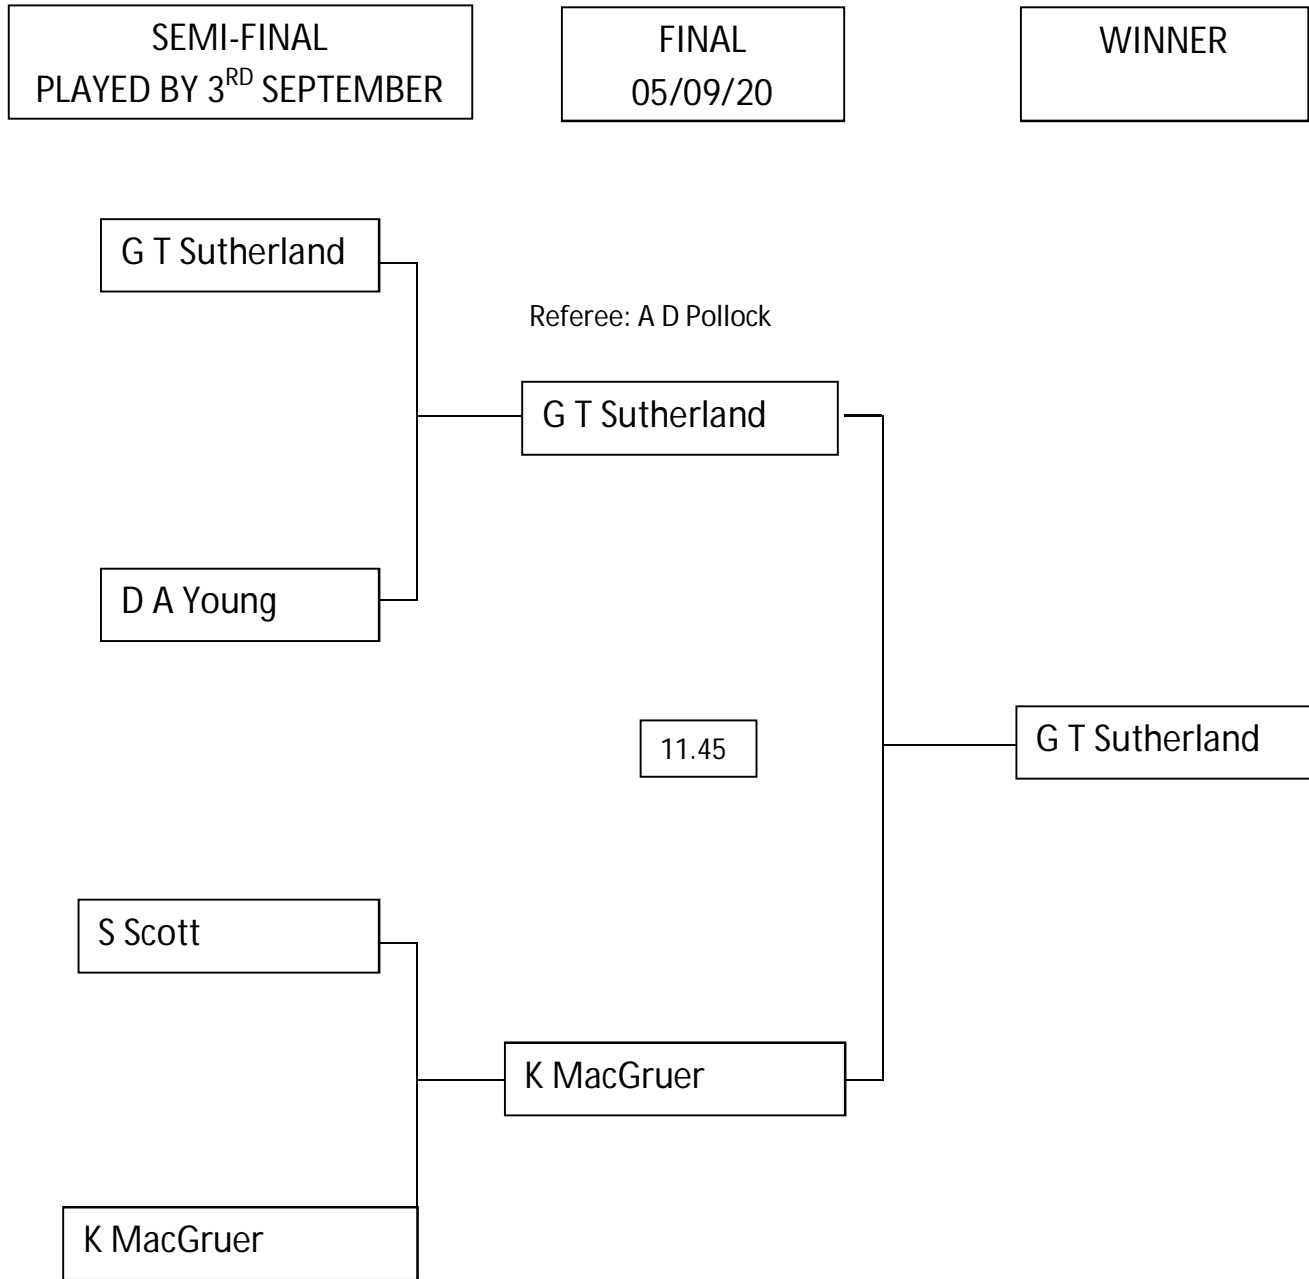 SEMI-FINAL
PLAYED BY 3RD SEPTEMBER
FINAL
05/09/20
WINNER
G T Sutherland
Referee: A D Pollock
G T Sutherland
D A Young
11.45
G T Sutherland
S Scott
K MacGruer
K MacGruer